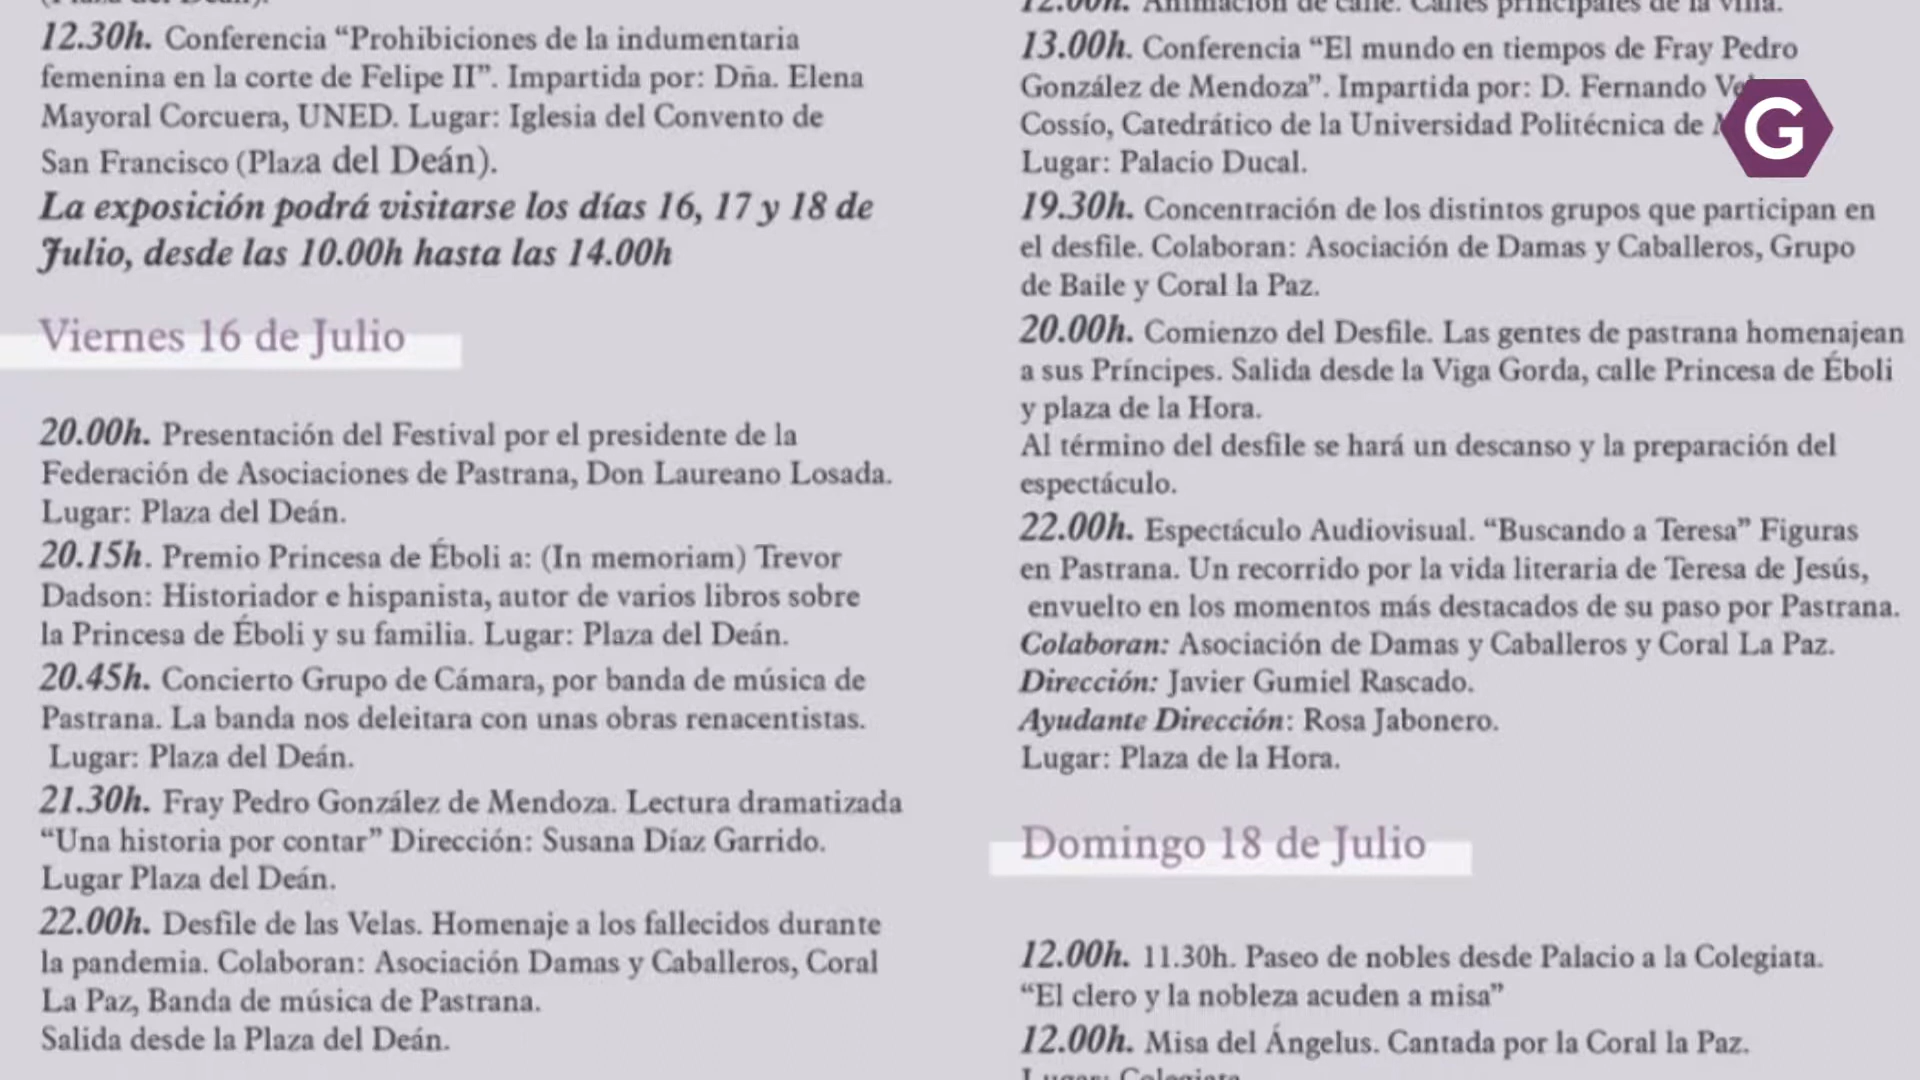 12.30h. Conferencia “Prohibiciones de la indumentaria
femenina en la corte de Felipe II”. Impartida por: Dña. Elena
Mayoral Corcuera, UNED. Lugar: Iglesia del Convento de
San Francisco (Plaza del Deán).
La exposición podrá visitarse los días 16, 17 y 18 de
Julio, desde las 10.00h hasta las 14.00h
Viernes 16 de Julio
20.00h. Presentación del Festival por el presidente de la
Federación de Asociaciones de Pastrana, Don Laureano Losada.
Lugar: Plaza del Deán.
20.15h. Premio Princesa de Éboli a: (In memoriam) Trevor
Dadson: Historiador e hispanista, autor de varios libros sobre
la Princesa de Éboli y su familia. Lugar: Plaza del Deán.
20.45h. Concierto Grupo de Cámara, por banda de música de
Pastrana. La banda nos deleitara con unas obras renacentistas.
Lugar: Plaza del Deán.
21.30h. Fray Pedro González de Mendoza. Lectura dramatizada
“Una historia por contar” Dirección: Susana Díaz Garrido.
Lugar Plaza del Deán.
22.00h. Desfile de las Velas. Homenaje a los fallecidos durante
la pandemia. Colaboran: Asociación Damas y Caballeros, Coral
La Paz, Banda de música de Pastrana.
Salida desde la Plaza del Deán.
12.00h. Animación de calle. Calles principales de la villa.
13.00h. Conferencia “El mundo en tiempos de Fray Pedro
González de Mendoza”. Impartida por: D. Fernando
Cossío, Catedrático de la Universidad Politécnica de
Lugar: Palacio Ducal.
19.30h. Concentración de los distintos grupos que participan en
el desfile. Colaboran: Asociación de Damas y Caballeros, Grupo
de Baile y Coral la Paz.
20.00h. Comienzo del Desfile. Las gentes de pastrana homenajean
a sus Príncipes. Salida desde la Viga Gorda, calle Princesa de Éboli
y plaza de la Hora.
Al término del desfile se hará un descanso y la preparación del
espectáculo.
22.00h. Espectáculo Audiovisual. “Buscando a Teresa” Figuras
en Pastrana. Un recorrido por la vida literaria de Teresa de Jesús,
envuelto en los momentos más destacados de su paso por Pastrana.
Colaboran: Asociación de Damas y Caballeros y Coral La Paz.
Dirección: Javier Gumiel Rascado.
Ayudante Dirección: Rosa Jabonero.
Lugar: Plaza de la Hora.
Domingo 18 de Julio
12.00h. 11.30h. Paseo de nobles desde Palacio a la Colegiata.
“El clero y la nobleza acuden a misa”
12.00h. Misa del Ángelus. Cantada por la Coral la Paz.
Lugar: Colegiata
G